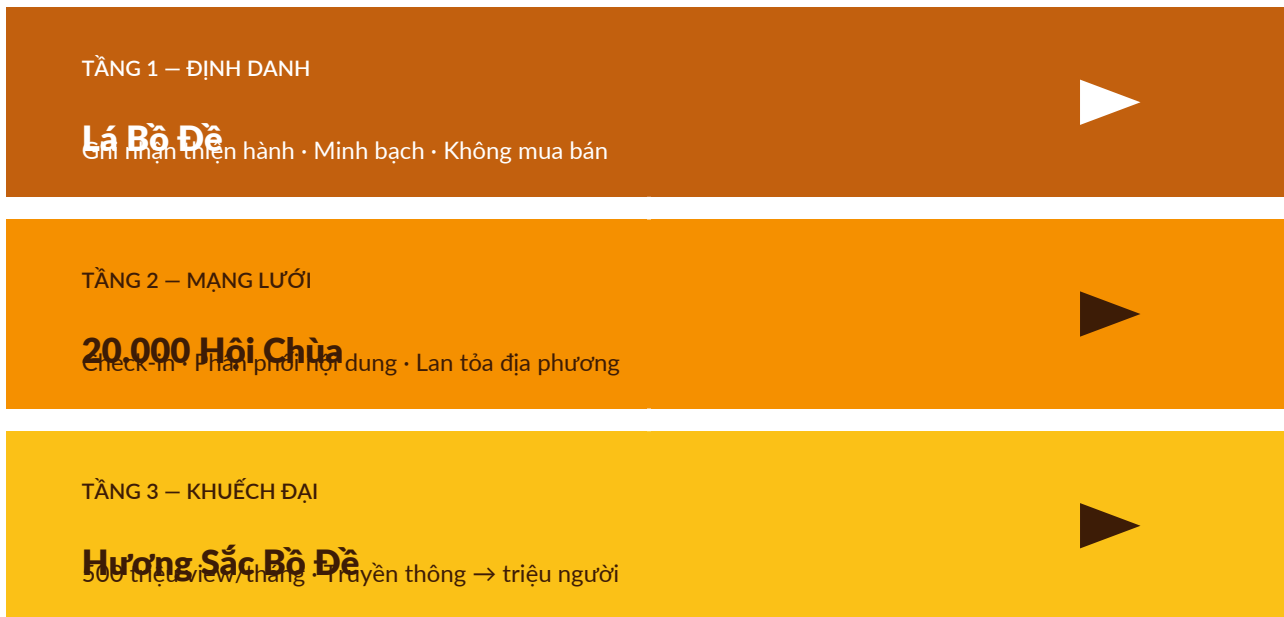 TẦNG 1 — ĐỊNH DANH
Lá Bồ Đề
Ghi nhận thiện hành · Minh bạch · Không mua bán
TẦNG 2 — MẠNG LƯỚI
20.000 Hội Chùa
Check-in · Phân phối nội dung · Lan tỏa địa phương
TẦNG 3 — KHUẾCH ĐẠI
Hương Sắc Bồ Đề
500 triệu view/tháng · Truyền thông → triệu người